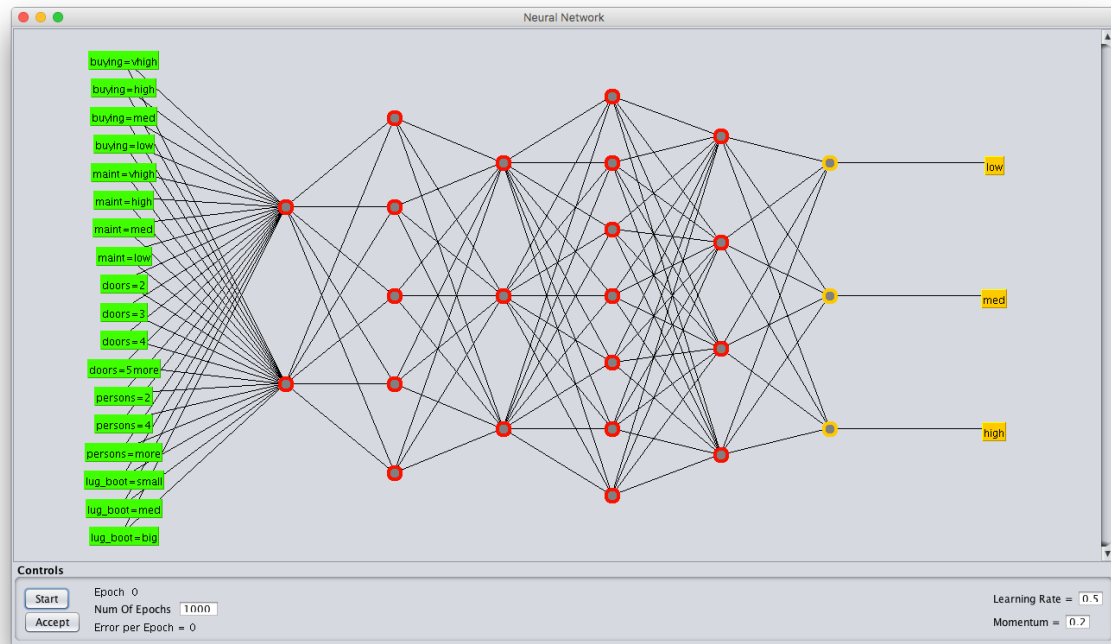 Neural Network
buying=vhigh
buying=high
buying=med
buying=low
maint=vhigh
maint=high
maint=med
maint=low
doors=2
doors=3
doors=4
doors=5more
persons=2
persons=4
persons=more
lug_boot=small
lug_boot=med
lug_boot=big
low
med
high
Controls
Start
Accept
Epoch 0
Num Of Epochs 1000
Error per Epoch = 0
Learning Rate = 0.5
Momentum = 0.2